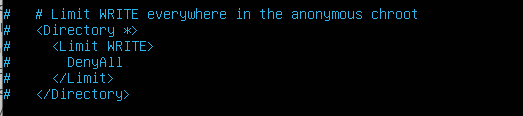 #   # Limit WRITE everywhere in the anonymous chroot
#   <Directory *>
#     <Limit WRITE>
#       DenyAll
#     </Limit>
#   </Directory>